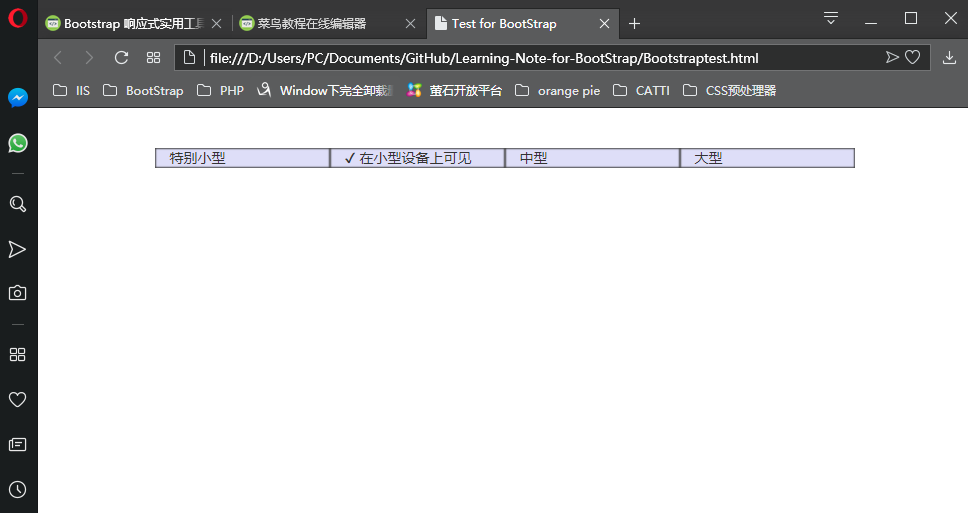 Bootstrap 响应式实用工具 菜鸟教程在线编辑器 Test for BootStrap
file:///D:/Users/PC/Documents/GitHub/Learning-Note-for-BootStrap/Bootstraptest.html
IIS BootStrap PHP Window下完全卸载 萤石开放平台 orange pie CATTI CSS预处理器
特别小型 ✓ 在小型设备上可见 中型 大型